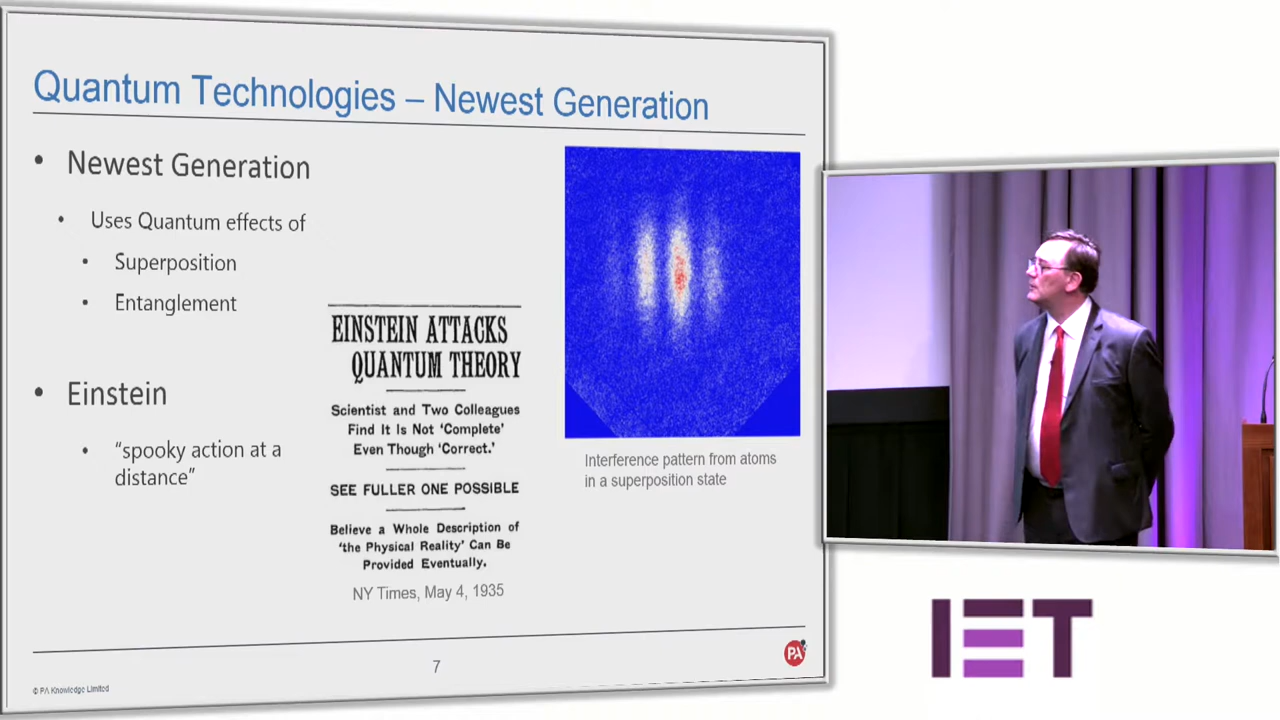 Quantum Technologies – Newest Generation
• Newest Generation
• Uses Quantum effects of
• Superposition
• Entanglement
• Einstein
• “spooky action at a
distance”
EINSTEIN ATTACKS
QUANTUM THEORY
Scientist and Two Colleagues
Find It Is Not ‘Complete’
Even Though ‘Correct.’
SEE FULLER ONE POSSIBLE
Believe a Whole Description of
‘the Physical Reality’ Can Be
Provided Eventually.
NY Times, May 4, 1935
Interference pattern from atoms
in a superposition state
7
PA
© PA Knowledge Limited
IET